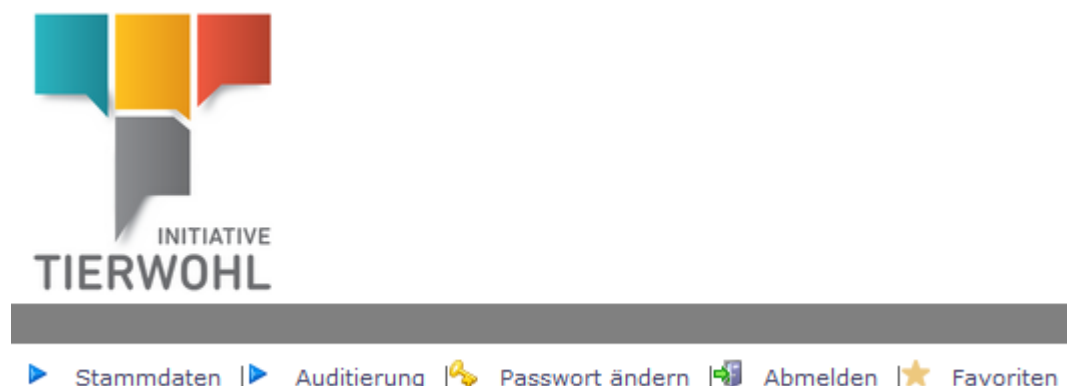 INITIATIVE
TIERWOHL
Stammdaten | Auditierung | Passwort ändern | Abmelden | Favoriten